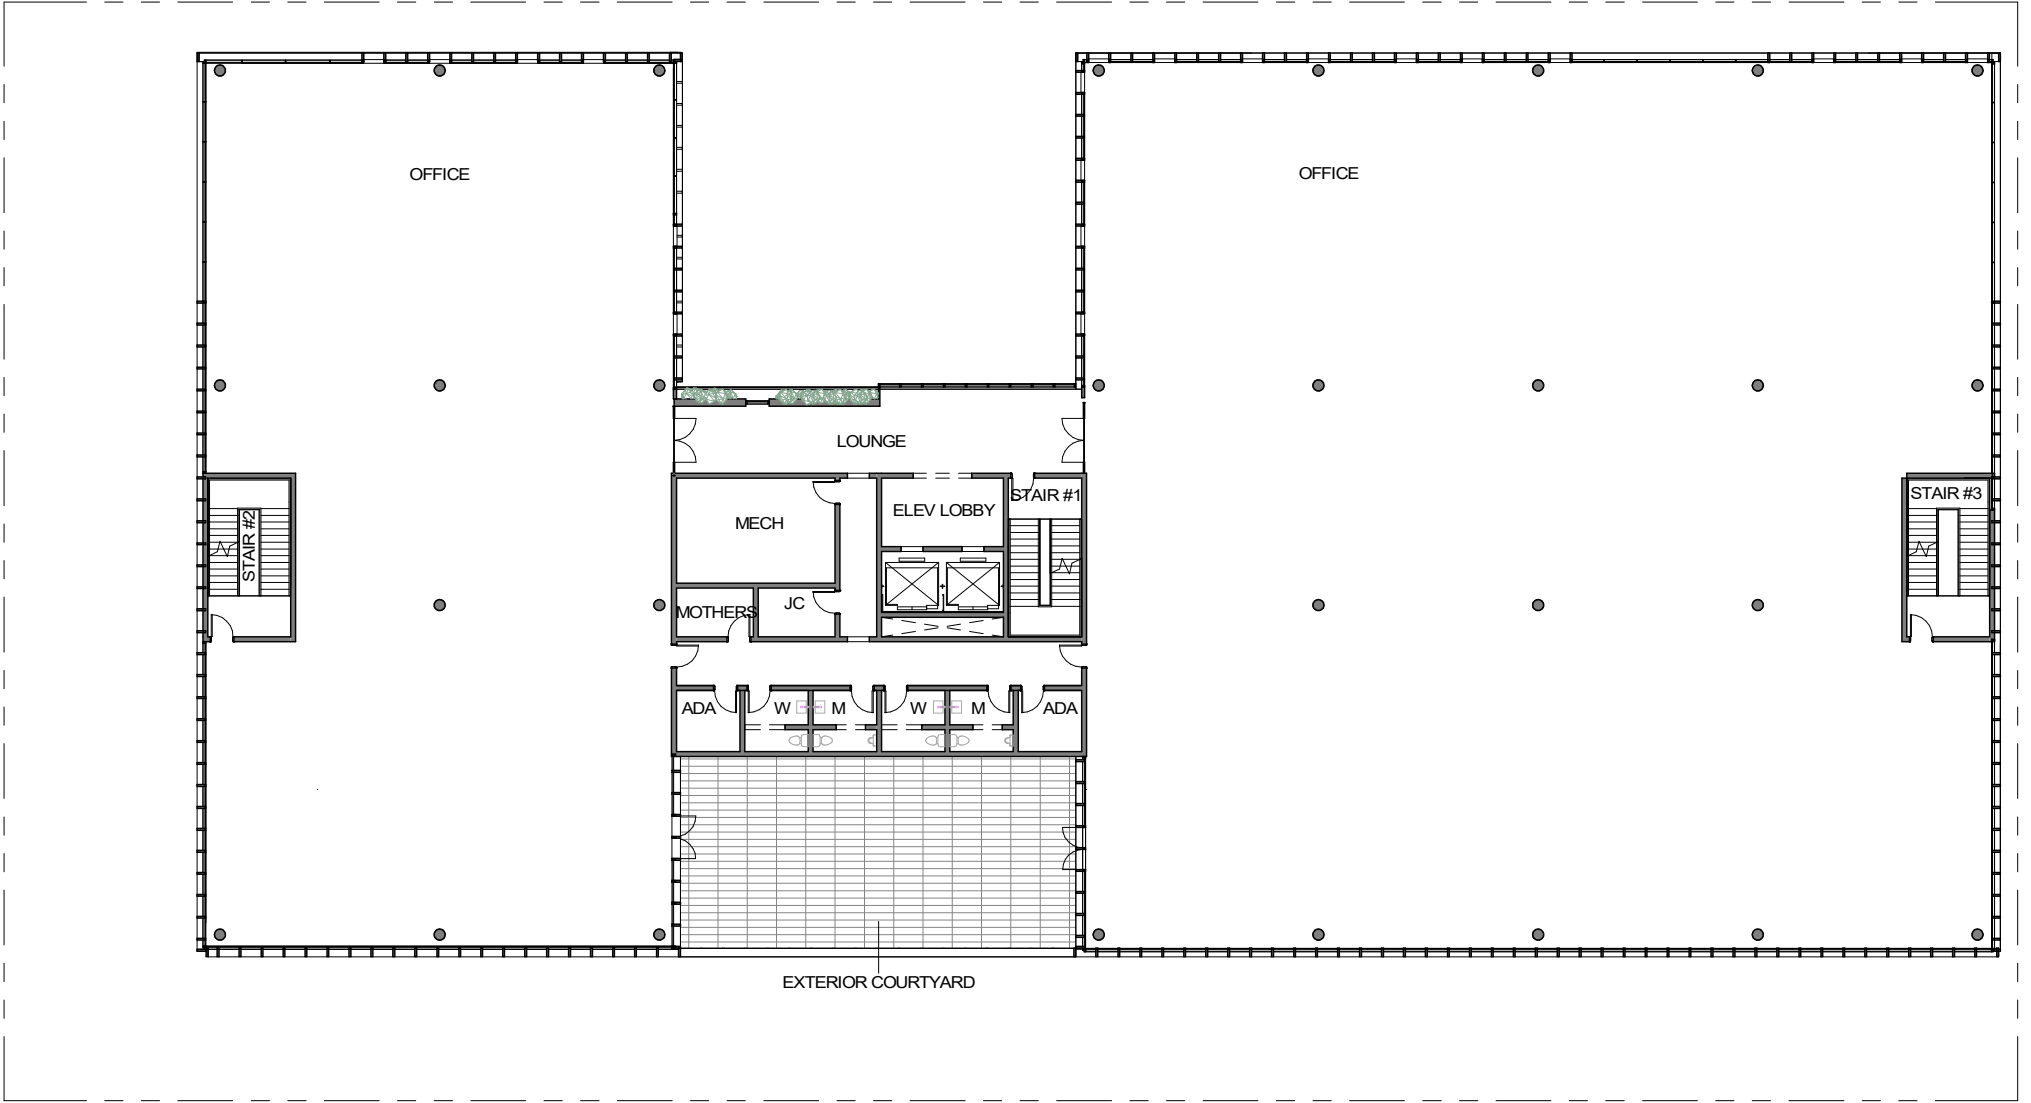 OFFICE
OFFICE
LOUNGE
STAIR #1
STAIR #3
ELEV LOBBY
MECH
STAIR #2
JC
MOTHERS
ADA
W
M
W
M
ADA
EXTERIOR COURTYARD